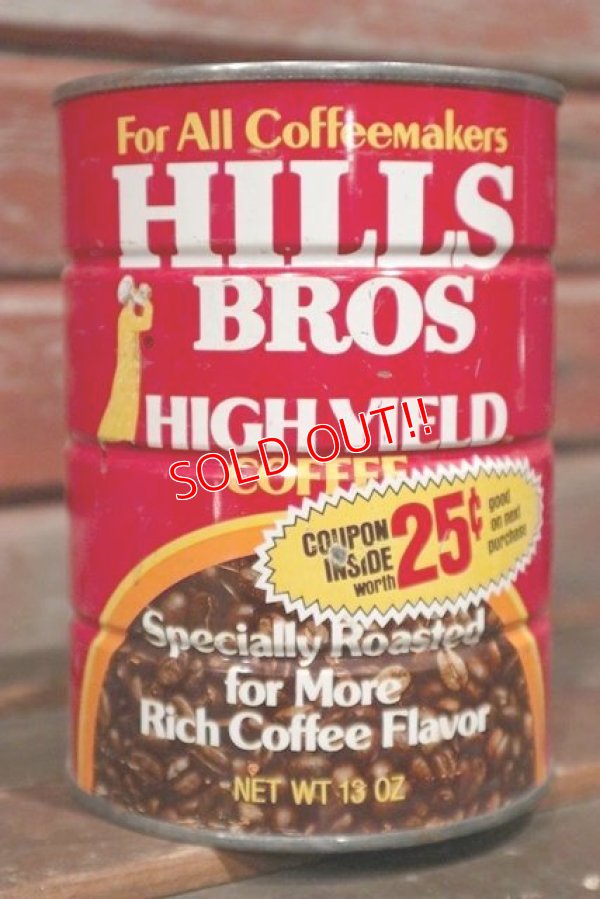 For All Coffeemakers
HILLS
BROS
®
HIGH YIELD
COFFEE
SOLD OUT!!
COUPON
INSIDE
worth
25¢
good
on next
purchase
Specially Roasted
for More
Rich Coffee Flavor
NET WT 13 OZ